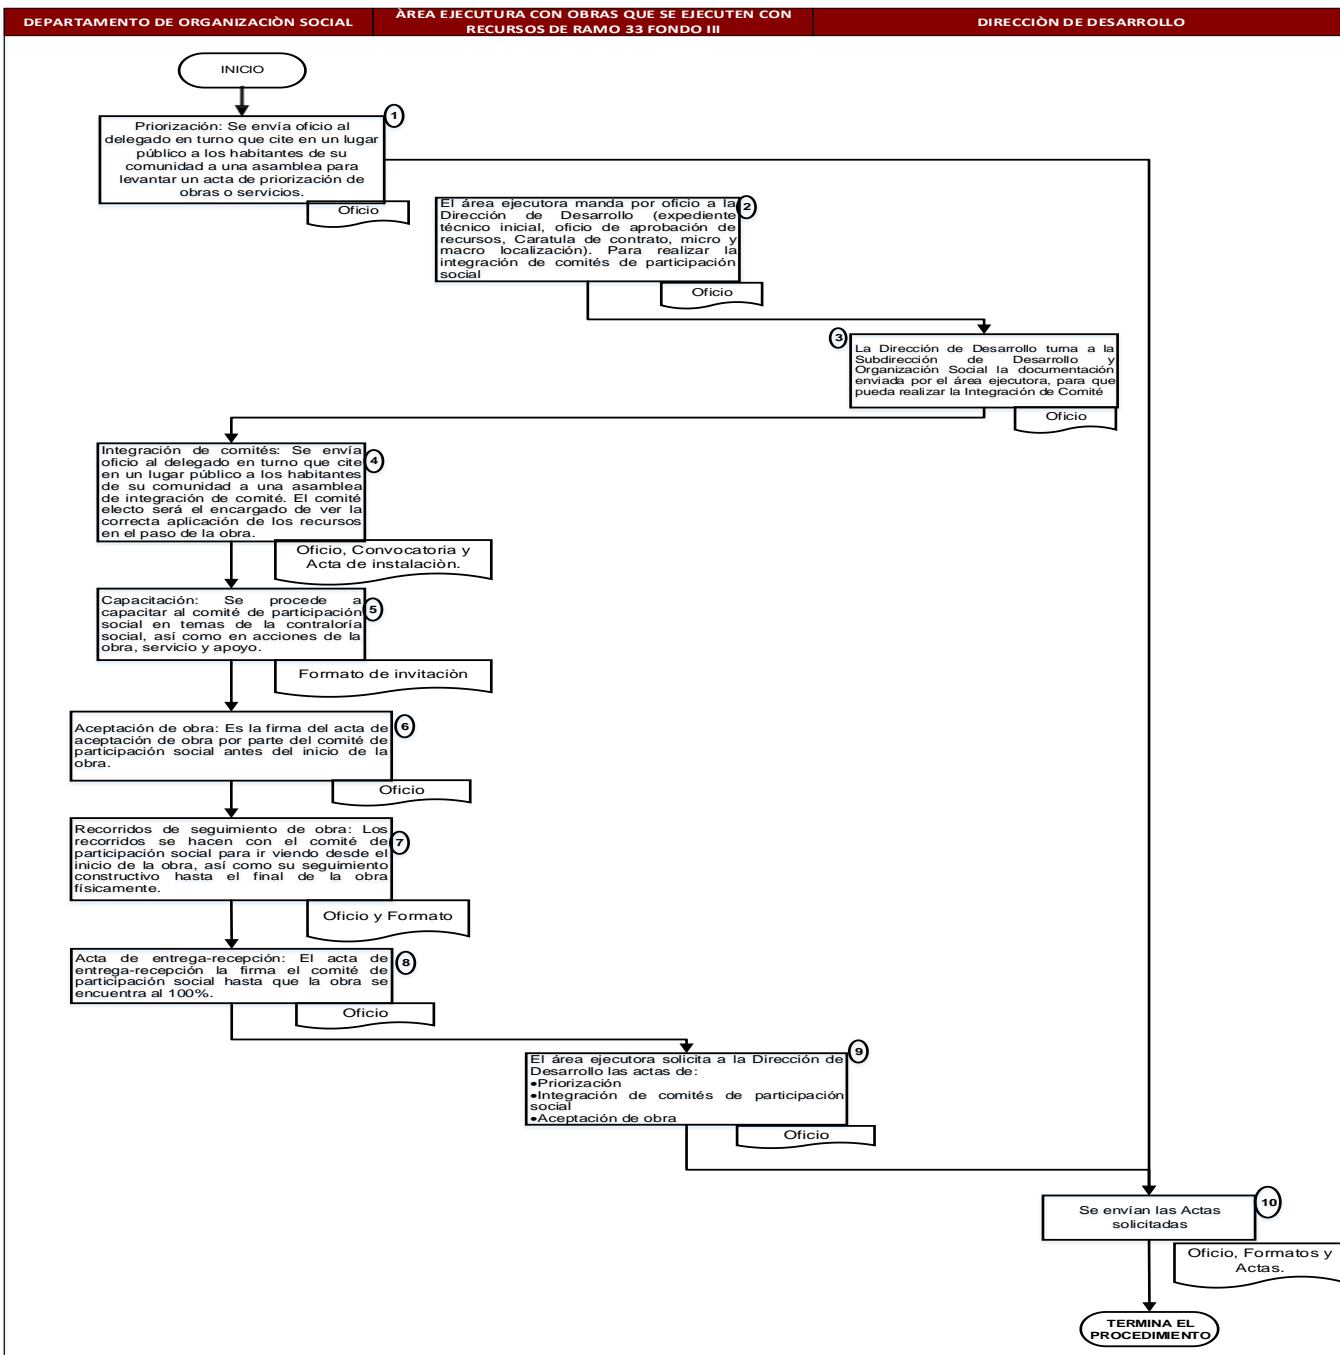 DEPARTAMENTO DE ORGANIZACIÒN SOCIAL
ÀREA EJECUTURA CON OBRAS QUE SE EJECUTEN CON
RECURSOS DE RAMO 33 FONDO III
DIRECCIÒN DE DESARROLLO
INICIO
1
Priorización: Se envía oficio al
delegado en turno que cite en un lugar
público a los habitantes de su
comunidad a una asamblea para
levantar un acta de priorización de
obras o servicios.
Oficio
2
El área ejecutora manda por oficio a la
Dirección de Desarrollo (expediente
técnico inicial, oficio de aprobación de
recursos, Caratula de contrato, micro y
macro localización). Para realizar la
integración de comités de participación
social
Oficio
3
La Dirección de Desarrollo turna a la
Subdirección de Desarrollo y
Organización Social la documentación
enviada por el área ejecutora, para que
pueda realizar la Integración de Comité
Oficio
4
Integración de comités: Se envía
oficio al delegado en turno que cite
en un lugar público a los habitantes
de su comunidad a una asamblea
de integración de comité. El comité
electo será el encargado de ver la
correcta aplicación de los recursos
en el paso de la obra.
Oficio, Convocatoria y
Acta de instalaciòn.
5
Capacitación: Se procede a
capacitar al comité de participación
social en temas de la contraloría
social, así como en acciones de la
obra, servicio y apoyo.
Formato de invitaciòn
6
Aceptación de obra: Es la firma del acta de
aceptación de obra por parte del comité de
participación social antes del inicio de la
obra.
Oficio
7
Recorridos de seguimiento de obra: Los
recorridos se hacen con el comité de
participación social para ir viendo desde el
inicio de la obra, así como su seguimiento
constructivo hasta el final de la obra
físicamente.
Oficio y Formato
8
Acta de entrega-recepción: El acta de
entrega-recepción la firma el comité de
participación social hasta que la obra se
encuentra al 100%.
Oficio
9
El área ejecutora solicita a la Dirección de
Desarrollo las actas de:
•Priorización
•Integración de comités de participación
social
•Aceptación de obra
Oficio
10
Se envían las Actas
solicitadas
Oficio, Formatos y
Actas.
TERMINA EL
PROCEDIMIENTO